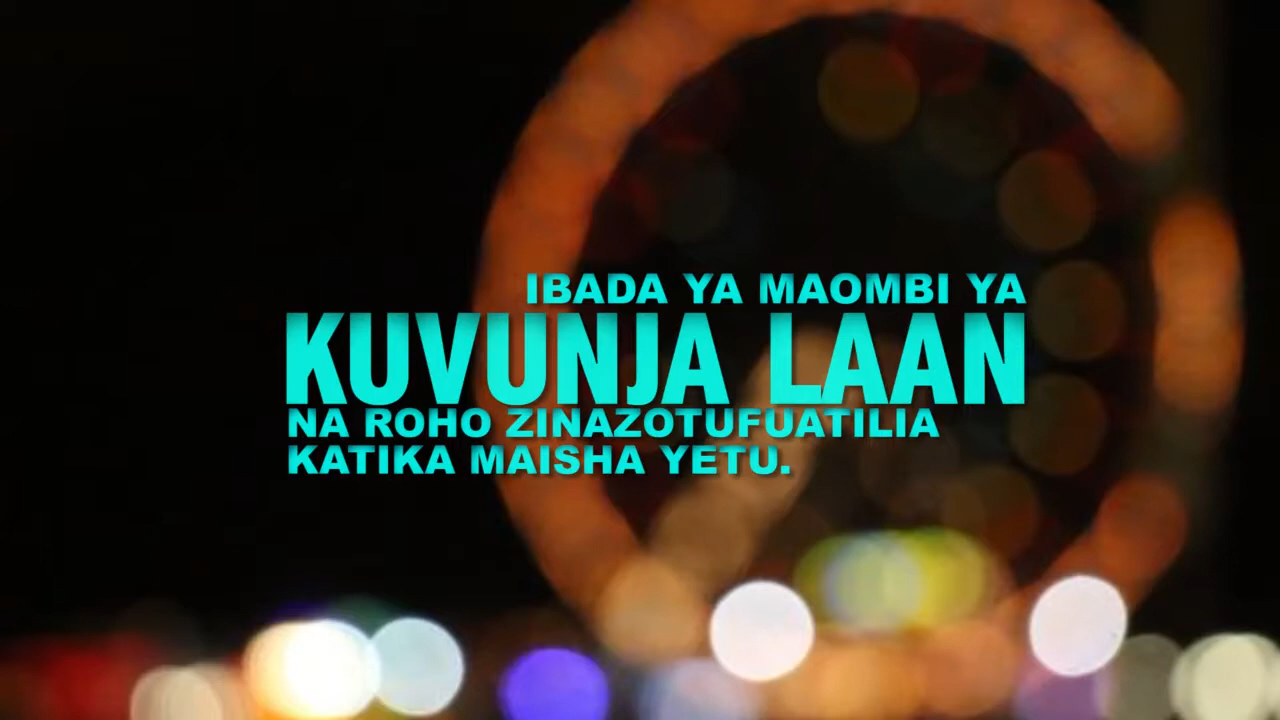 IBADA YA MAOMBI YA
KUVUNJA LAAN
NA ROHO ZINAZOTUFUATILIA
KATIKA MAISHA YETU.